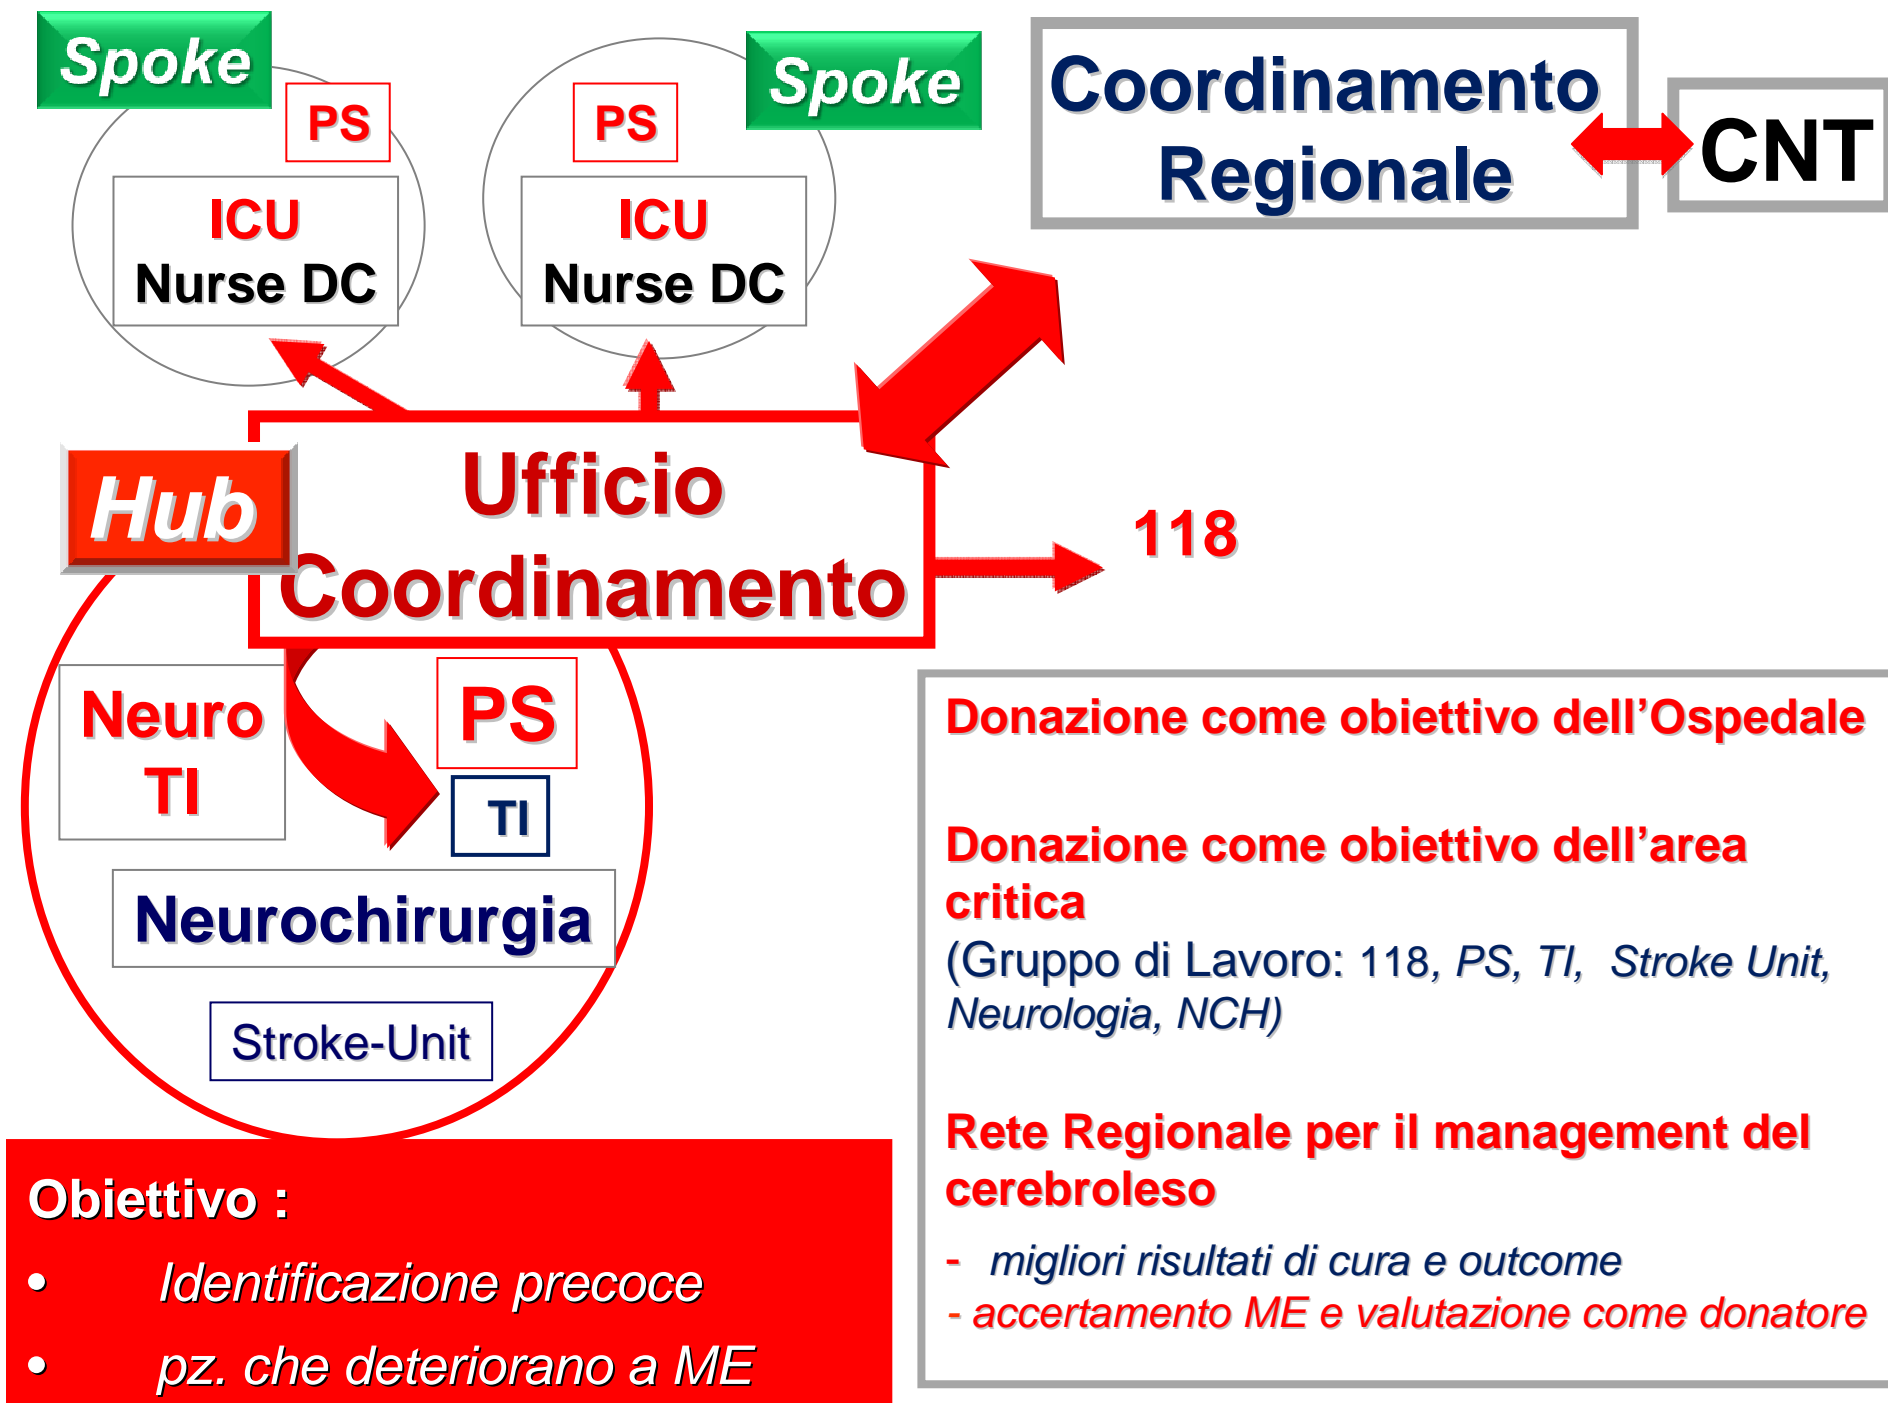 Spoke
PS
ICU
Nurse DC
PS
Spoke
ICU
Nurse DC
Coordinamento
Regionale
CNT
Hub
Ufficio
Coordinamento
118
Neuro
TI
PS
TI
Neurochirurgia
Stroke-Unit
Obiettivo :
• Identificazione precoce
• pz. che deteriorano a ME
Donazione come obiettivo dell’Ospedale
Donazione come obiettivo dell’area
critica
(Gruppo di Lavoro: 118, PS, TI, Stroke Unit,
Neurologia, NCH)
Rete Regionale per il management del
cerebroleso
- migliori risultati di cura e outcome
- accertamento ME e valutazione come donatore